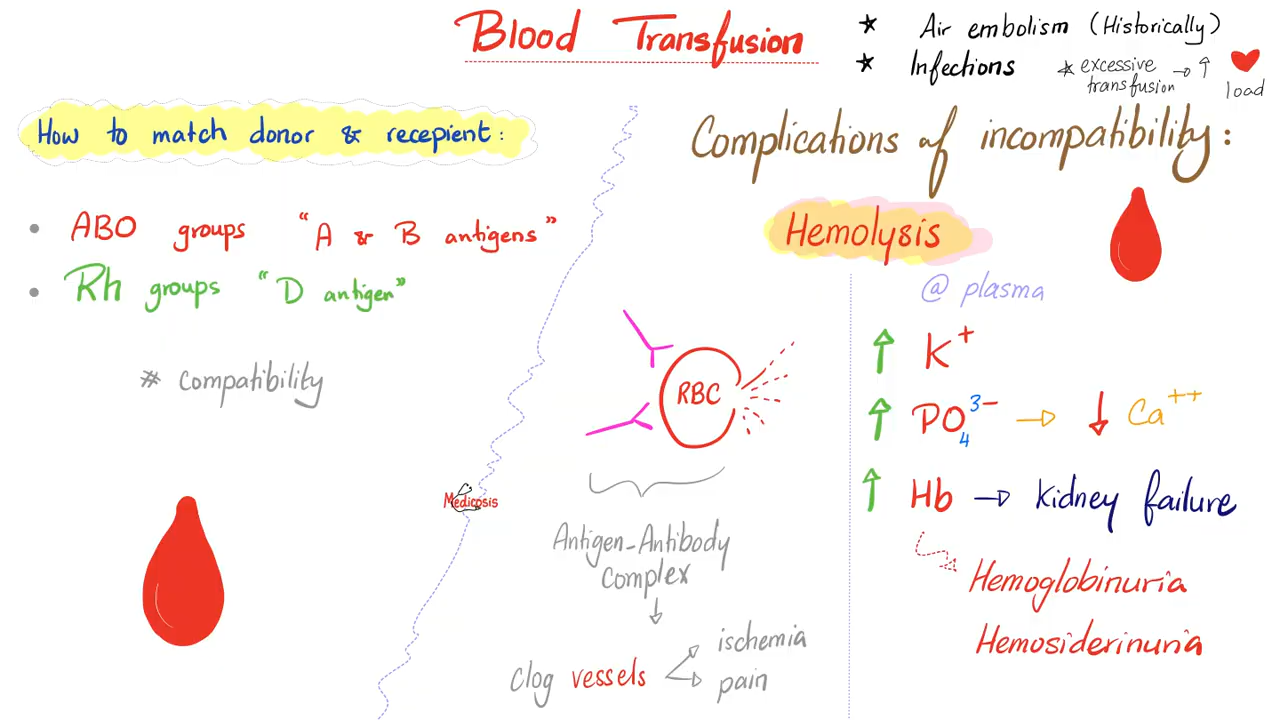 Blood Transfusion
★ Air embolism (Historically)
★ Infections
★ excessive transfusion → ↑ ♥ load
How to match donor & recepient:
• ABO groups "A & B antigens"
• Rh groups "D antigen"
# Compatibility
Medicosis
Complications of incompatibility:
Hemolysis
RBC
Antigen-Antibody
Complex
↓
Clog vessels
ischemia
pain
@ plasma
↑ K⁺
↑ PO₄³⁻ → ↓ Ca⁺⁺
↑ Hb → Kidney failure
Hemoglobinuria
Hemosiderinuria